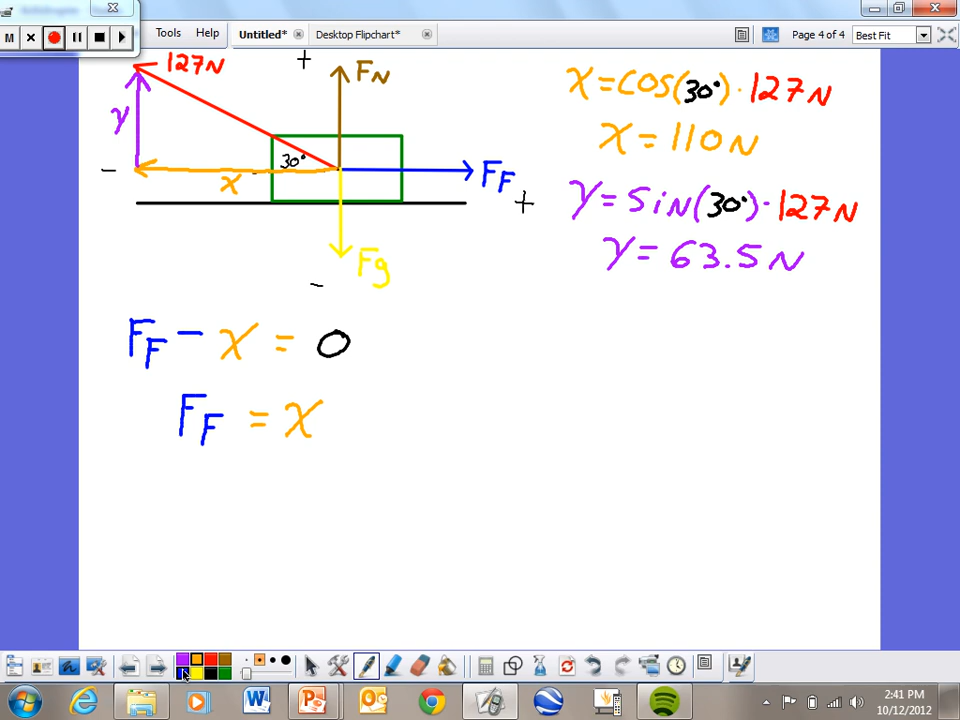 M
Tools Help Untitled* Desktop Flipchart* Page 4 of 4 Best Fit
127N
+
FN
y
30°
-
x
FF
+
Fg
-
x=cos(30°)·127N
x=110N
y=SiN(30°)·127N
y=63.5N
FF - x = 0
FF = x
2:41 PM
10/12/2012